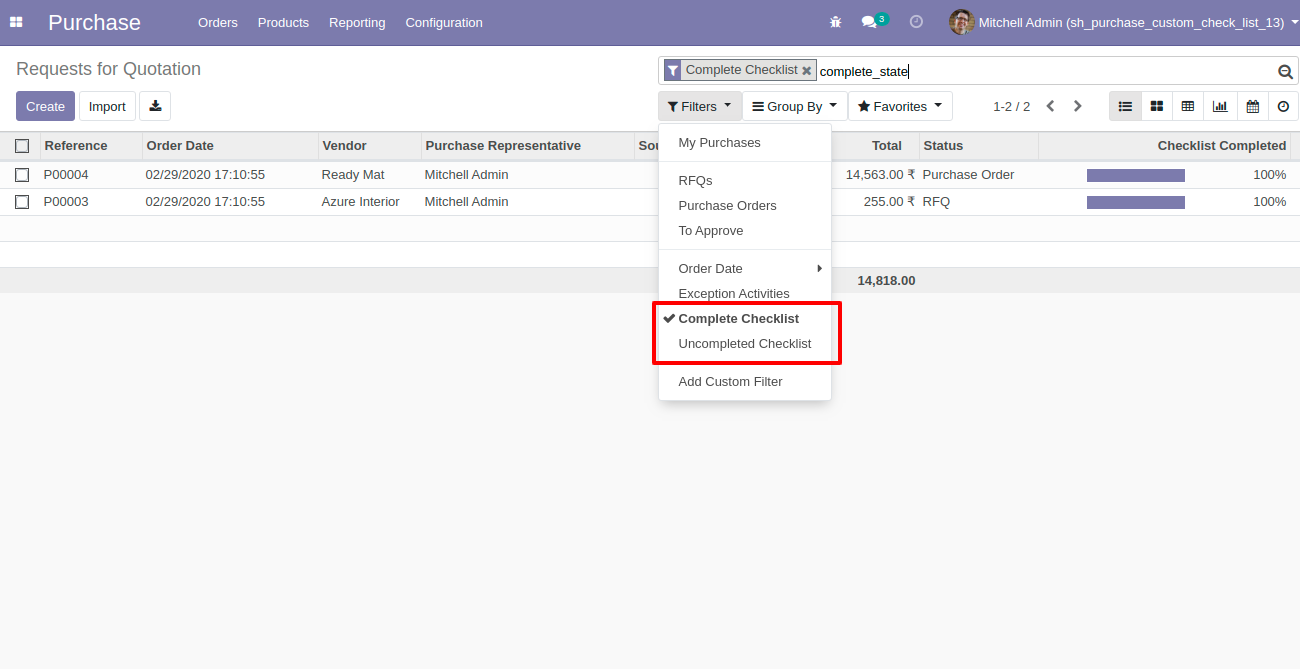 Purchase Orders Products Reporting Configuration 3 Mitchell Admin (sh_purchase_custom_check_list_13)
Requests for Quotation
Complete Checklist complete_state
Create Import Filters Group By Favorites 1-2 / 2
Reference Order Date Vendor Purchase Representative Total Status Checklist Completed
P00004 02/29/2020 17:10:55 Ready Mat Mitchell Admin 14,563.00 ₹ Purchase Order 100%
P00003 02/29/2020 17:10:55 Azure Interior Mitchell Admin 255.00 ₹ RFQ 100%
14,818.00
My Purchases
RFQs
Purchase Orders
To Approve
Order Date
Exception Activities
Complete Checklist
Uncompleted Checklist
Add Custom Filter